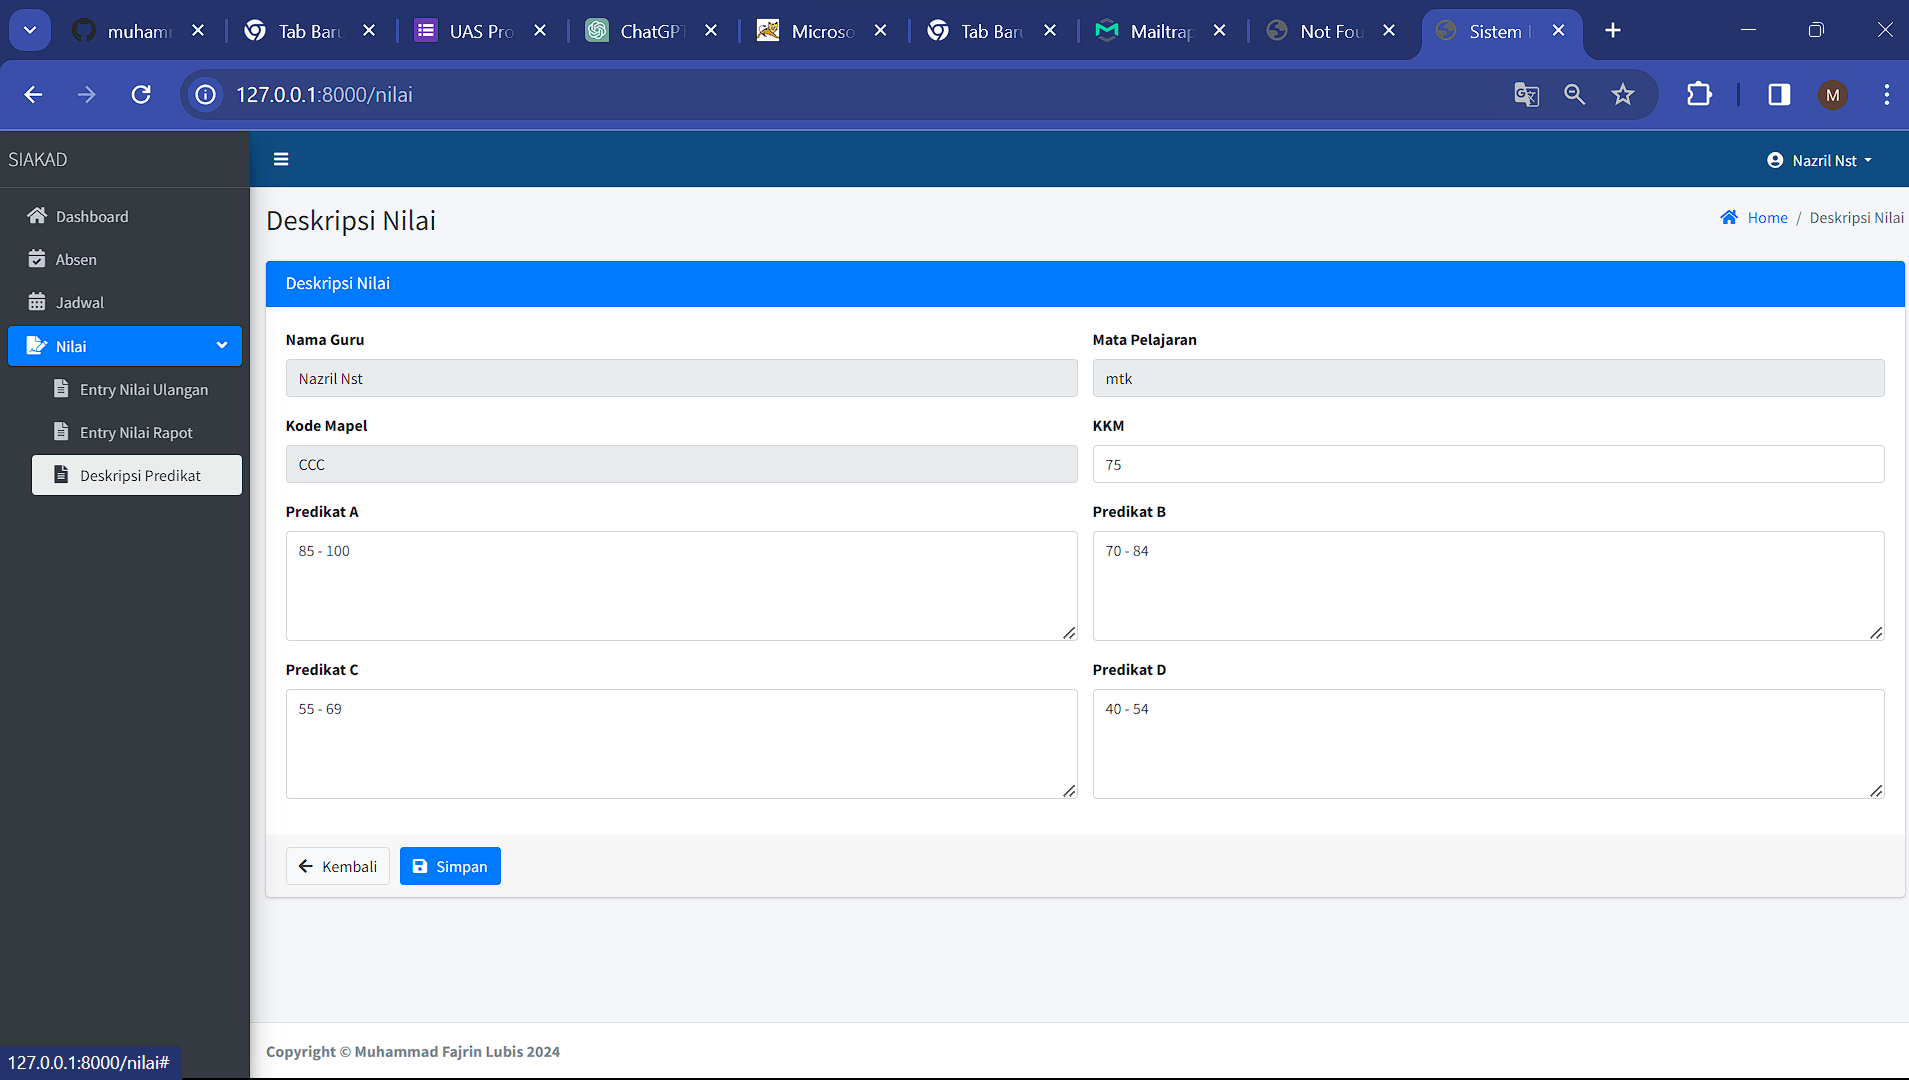 muhamr
Tab Baru
UAS Pro
ChatGPT
Microso
Tab Baru
Mailtrap
Not Fou
Sistem I
127.0.0.1:8000/nilai
M
SIAKAD
Nazril Nst
Dashboard
Absen
Jadwal
Nilai
Entry Nilai Ulangan
Entry Nilai Rapot
Deskripsi Predikat
Deskripsi Nilai
Home / Deskripsi Nilai
Deskripsi Nilai
Nama Guru
Mata Pelajaran
Nazril Nst
mtk
Kode Mapel
KKM
CCC
75
Predikat A
Predikat B
85 - 100
70 - 84
Predikat C
Predikat D
55 - 69
40 - 54
Kembali
Simpan
Copyright © Muhammad Fajrin Lubis 2024
127.0.0.1:8000/nilai#